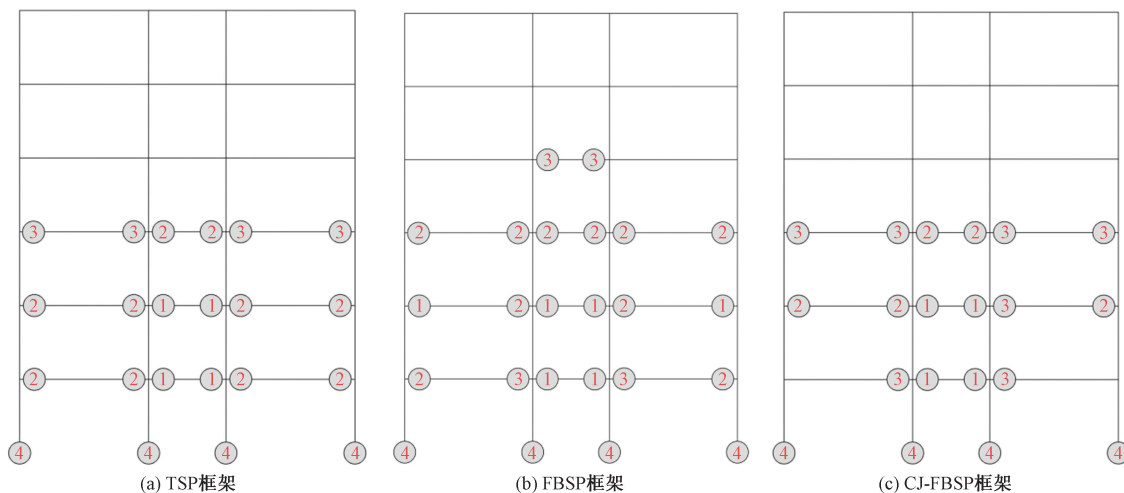 3 3 2 2 3 3
2 2 1 1 2 2
2 2 1 1 2 2
4 4 4 4
(a) TSP框架
3 3
2 2 2 2 2 2
1 2 1 1 2 1
2 3 1 1 3 2
4 4 4 4
(b) FBSP框架
3 3 2 2 3 3
2 2 1 1 3 2
3 1 1 3
4 4 4 4
(c) CJ-FBSP框架